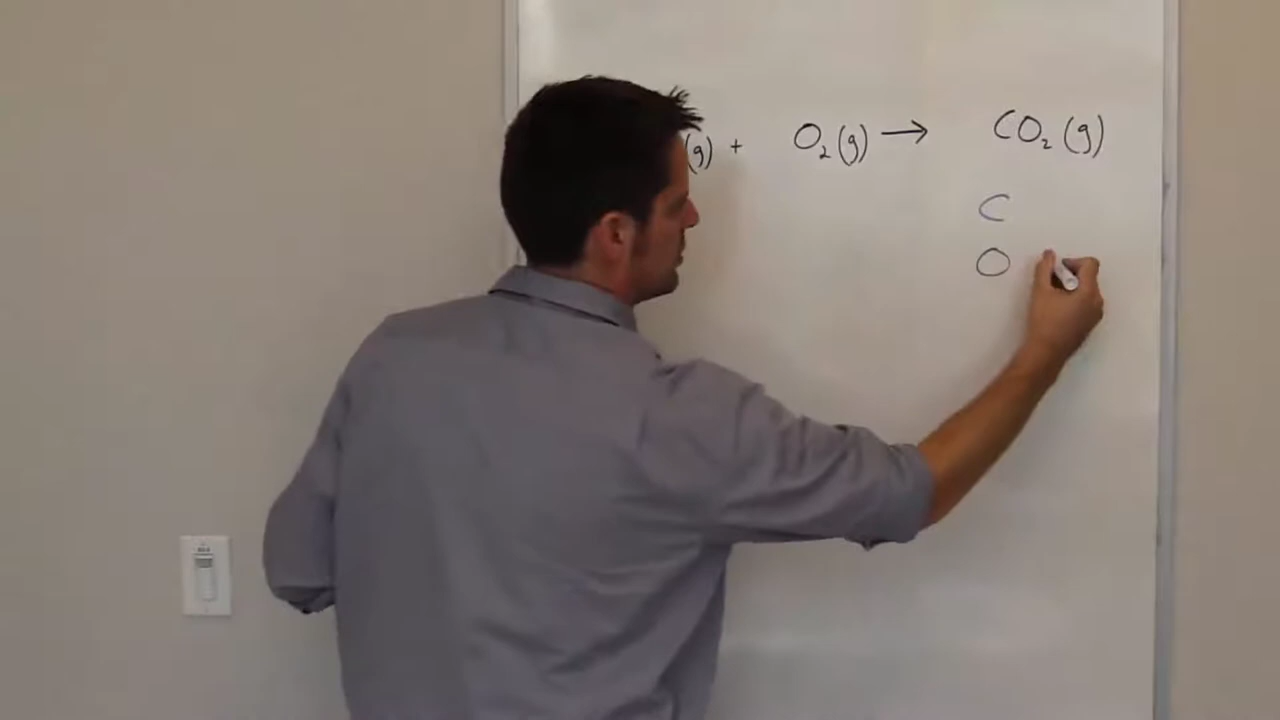 (g) + O₂(g) → CO₂(g)
C
O